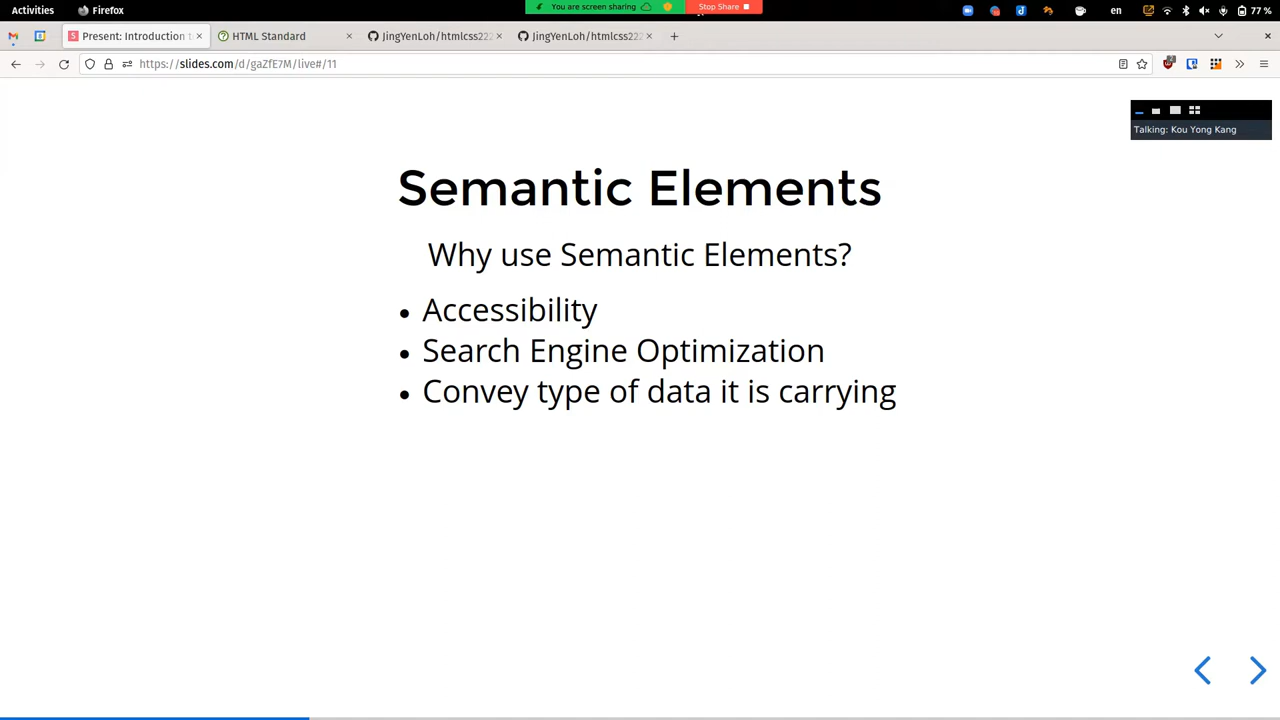 Activities
Firefox
You are screen sharing
Stop Share
en
77 %
Present: Introduction t
HTML Standard
JingYenLoh/htmlcss222
JingYenLoh/htmlcss222
https://slides.com/d/gaZfE7M/live#/11
Talking: Kou Yong Kang
Semantic Elements
Why use Semantic Elements?
• Accessibility
• Search Engine Optimization
• Convey type of data it is carrying